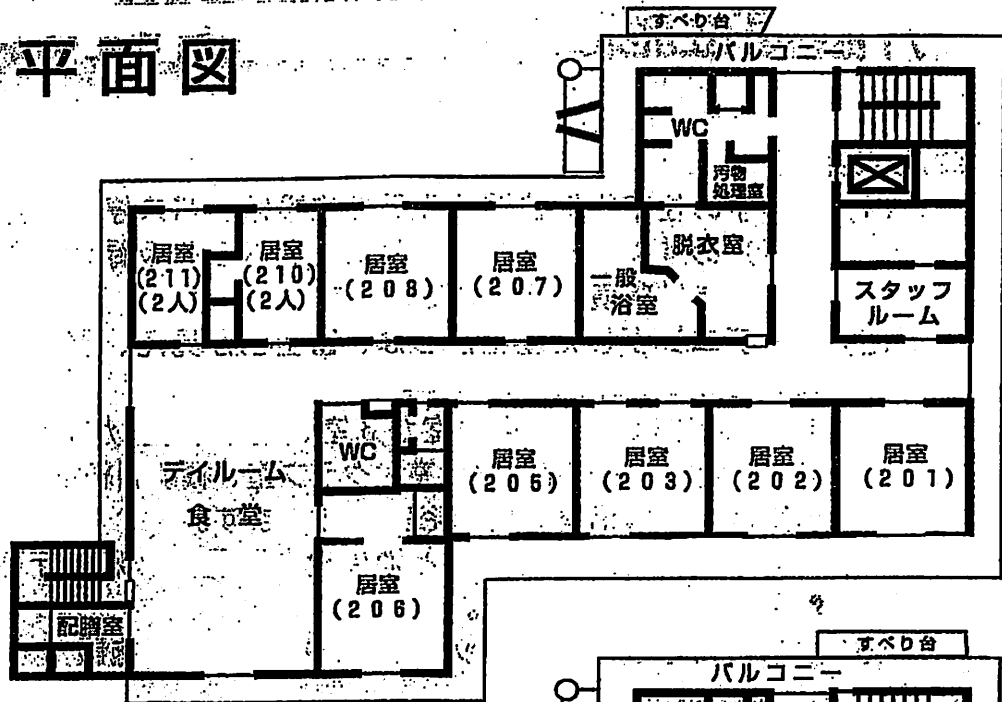 平面図
すべり台
バルコニー
WC
汚物
処理室
居室
(211)
(2人)
居室
(210)
(2人)
居室
(208)
居室
(207)
一般
浴室
脱衣室
スタッフ
ルーム
デイルーム
食堂
WC
居室
(205)
居室
(203)
居室
(202)
居室
(201)
居室
(206)
配膳室
すべり台
バルコニー